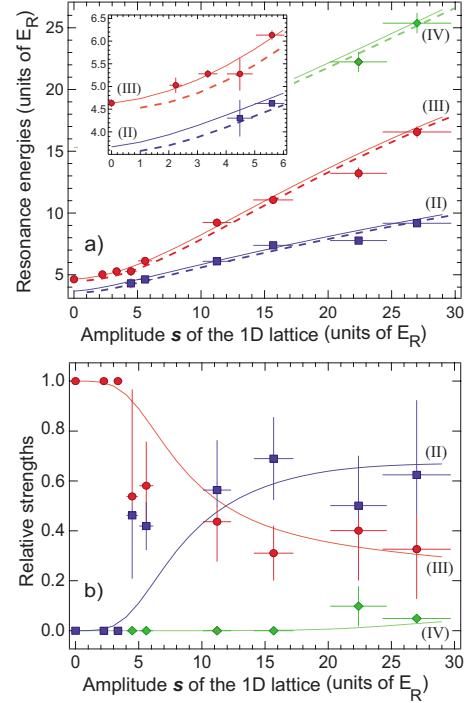 Resonance energies (units of E_R)
25
20
15
10
5
6.5
6.0
5.5
5.0
4.5
4.0
0 1 2 3 4 5 6
(III)
(II)
(IV)
(III)
(II)
a)
0 5 10 15 20 25 30
Amplitude s of the 1D lattice (units of E_R)
Relative strengths
1.0
0.8
0.6
0.4
0.2
0.0
(II)
(III)
(IV)
b)
0 5 10 15 20 25 30
Amplitude s of the 1D lattice (units of E_R)